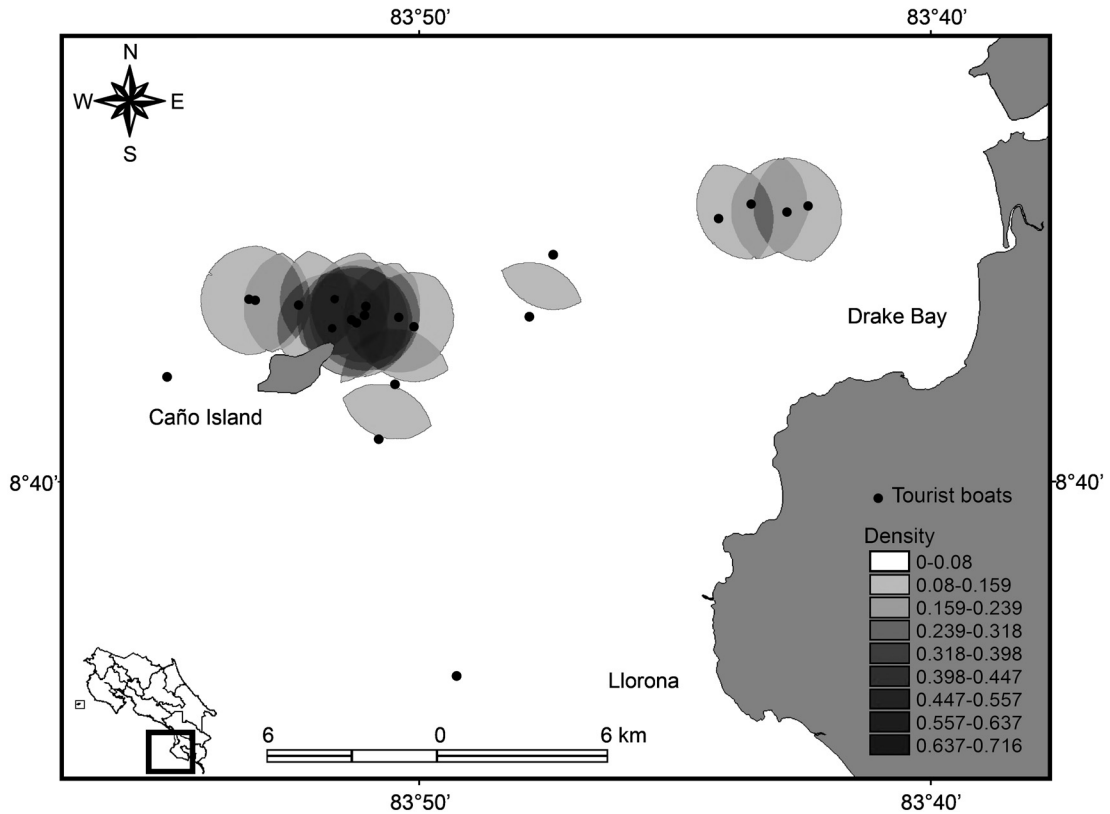 83°50’ 83°40’
N
W E
S
Drake Bay
Caño Island
8°40’ 8°40’
Tourist boats
Density
0-0.08
0.08-0.159
0.159-0.239
0.239-0.318
0.318-0.398
0.398-0.447
0.447-0.557
0.557-0.637
0.637-0.716
Llorona
6 0 6 km
83°50’ 83°40’